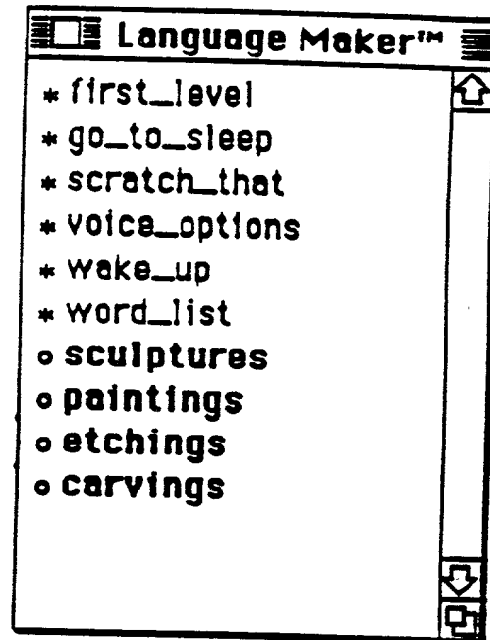 Language Maker™
* first_level
* go_to_sleep
* scratch_that
* voice_options
* wake_up
* word_list
o sculptures
o paintings
o etchings
o carvings